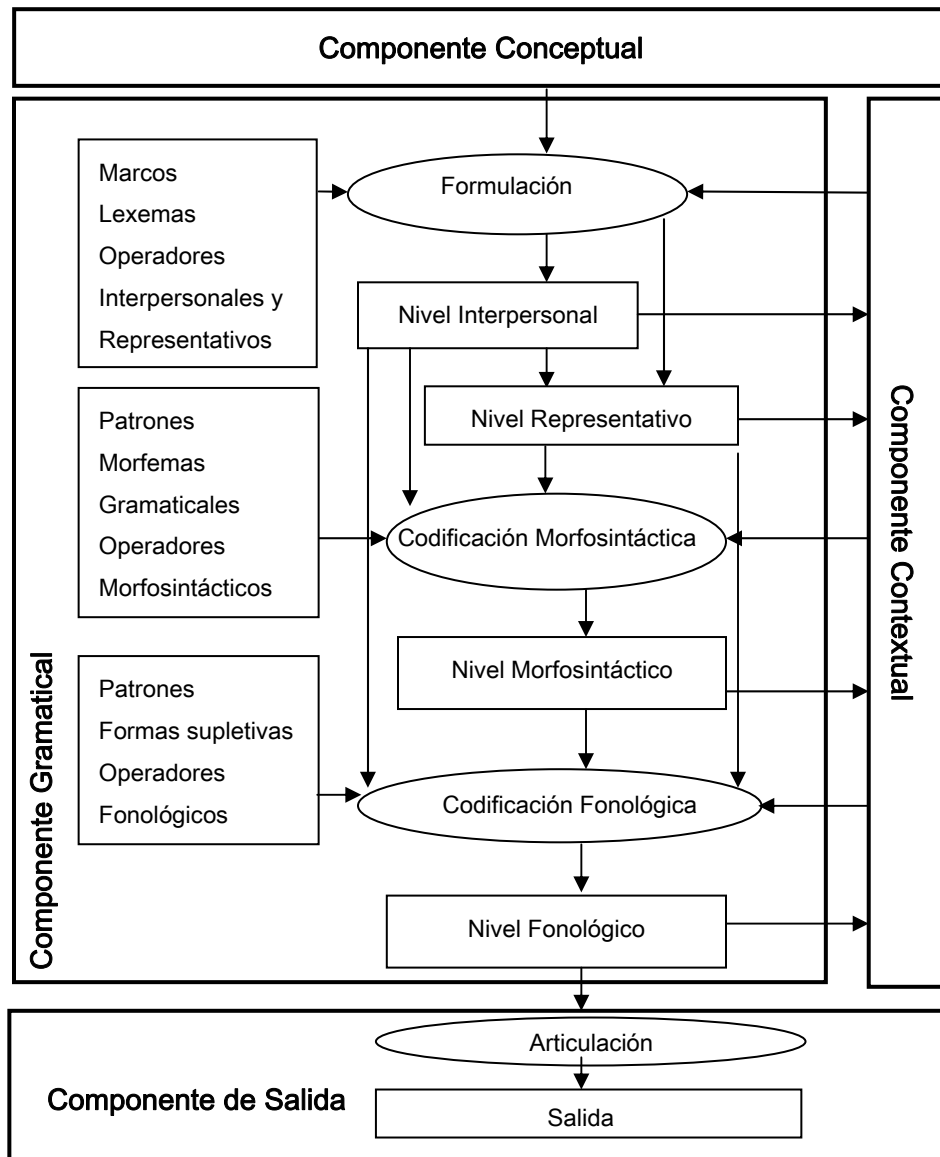 Componente Conceptual
Formulación
Marcos
Lexemas
Operadores
Interpersonales y
Representativos
Nivel Interpersonal
Nivel Representativo
Patrones
Morfemas
Gramaticales
Operadores
Morfosintácticos
Codificación Morfosintáctica
Nivel Morfosintáctico
Patrones
Formas supletivas
Operadores
Fonológicos
Codificación Fonológica
Nivel Fonológico
Componente Gramatical
Componente Contextual
Articulación
Componente de Salida
Salida